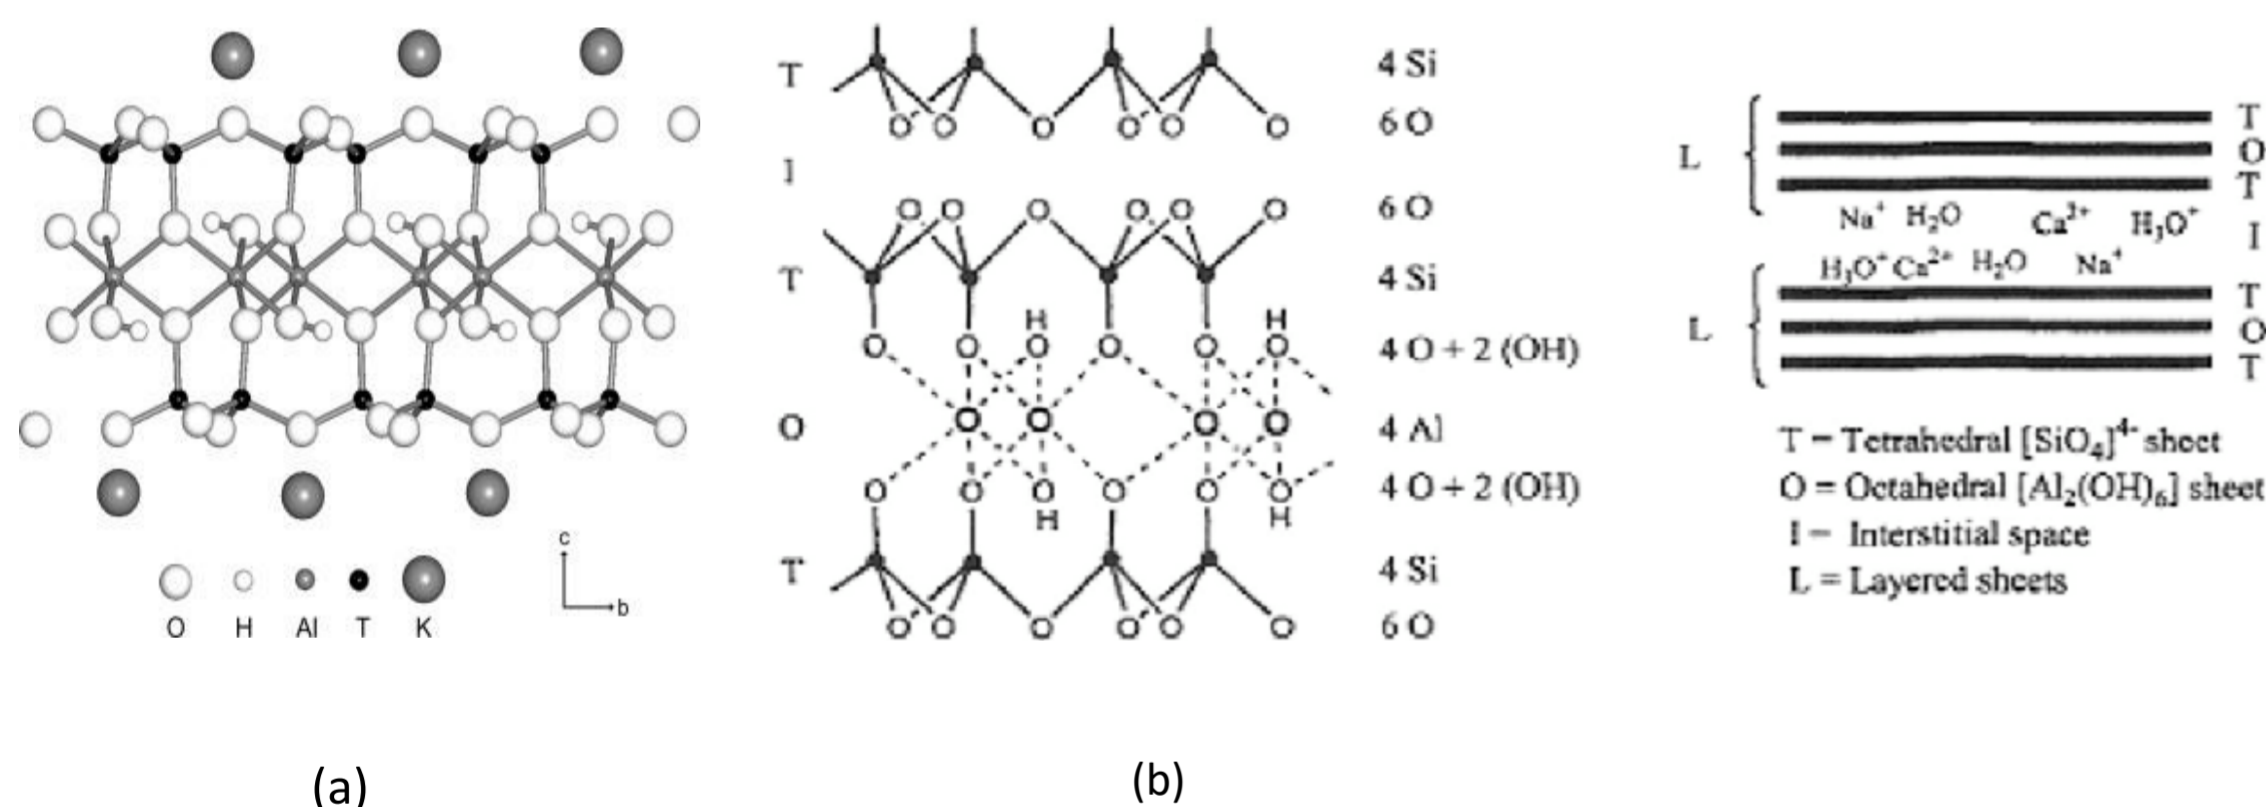 O H Al T K
c
b
(a)
T 4 Si
6 O
I
6 O
T 4 Si
H H
4 O + 2 (OH)
O 4 Al
4 O + 2 (OH)
H H
T 4 Si
6 O
(b)
T
L O
T
Na⁺ H₂O Ca²⁺ H₃O⁺
I
H₃O⁺ Ca²⁺ H₂O Na⁺
T
L O
T
T = Tetrahedral [SiO₄]⁴⁻ sheet
O = Octahedral [Al₂(OH)₆] sheet
I = Interstitial space
L = Layered sheets